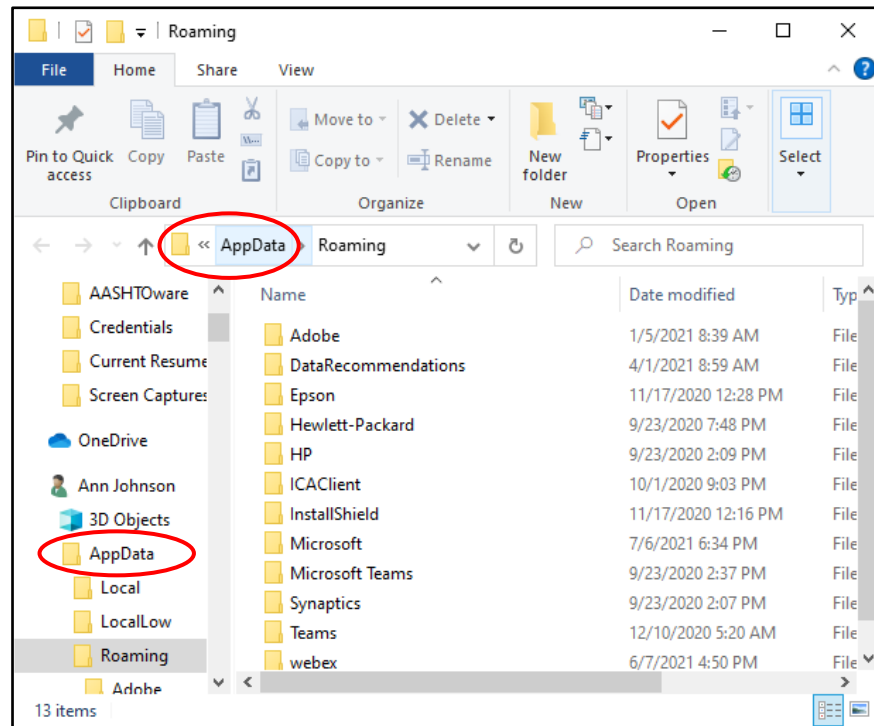 Roaming
File Home Share View
Pin to Quick access
Copy
Paste
Clipboard
Move to
Copy to
Delete
Rename
Organize
New folder
New
Properties
Open
Select
« AppData › Roaming
Search Roaming
AASHTOware
Credentials
Current Resume
Screen Captures
OneDrive
Ann Johnson
3D Objects
AppData
Local
LocalLow
Roaming
Adobe
Name Date modified Typ
Adobe 1/5/2021 8:39 AM File
DataRecommendations 4/1/2021 8:59 AM File
Epson 11/17/2020 12:28 PM File
Hewlett-Packard 9/23/2020 7:48 PM File
HP 9/23/2020 2:09 PM File
ICAClient 10/1/2020 9:03 PM File
InstallShield 11/17/2020 12:16 PM File
Microsoft 7/6/2021 6:34 PM File
Microsoft Teams 9/23/2020 2:37 PM File
Synaptics 9/23/2020 2:07 PM File
Teams 12/10/2020 5:20 AM File
webex 6/7/2021 4:50 PM File
13 items